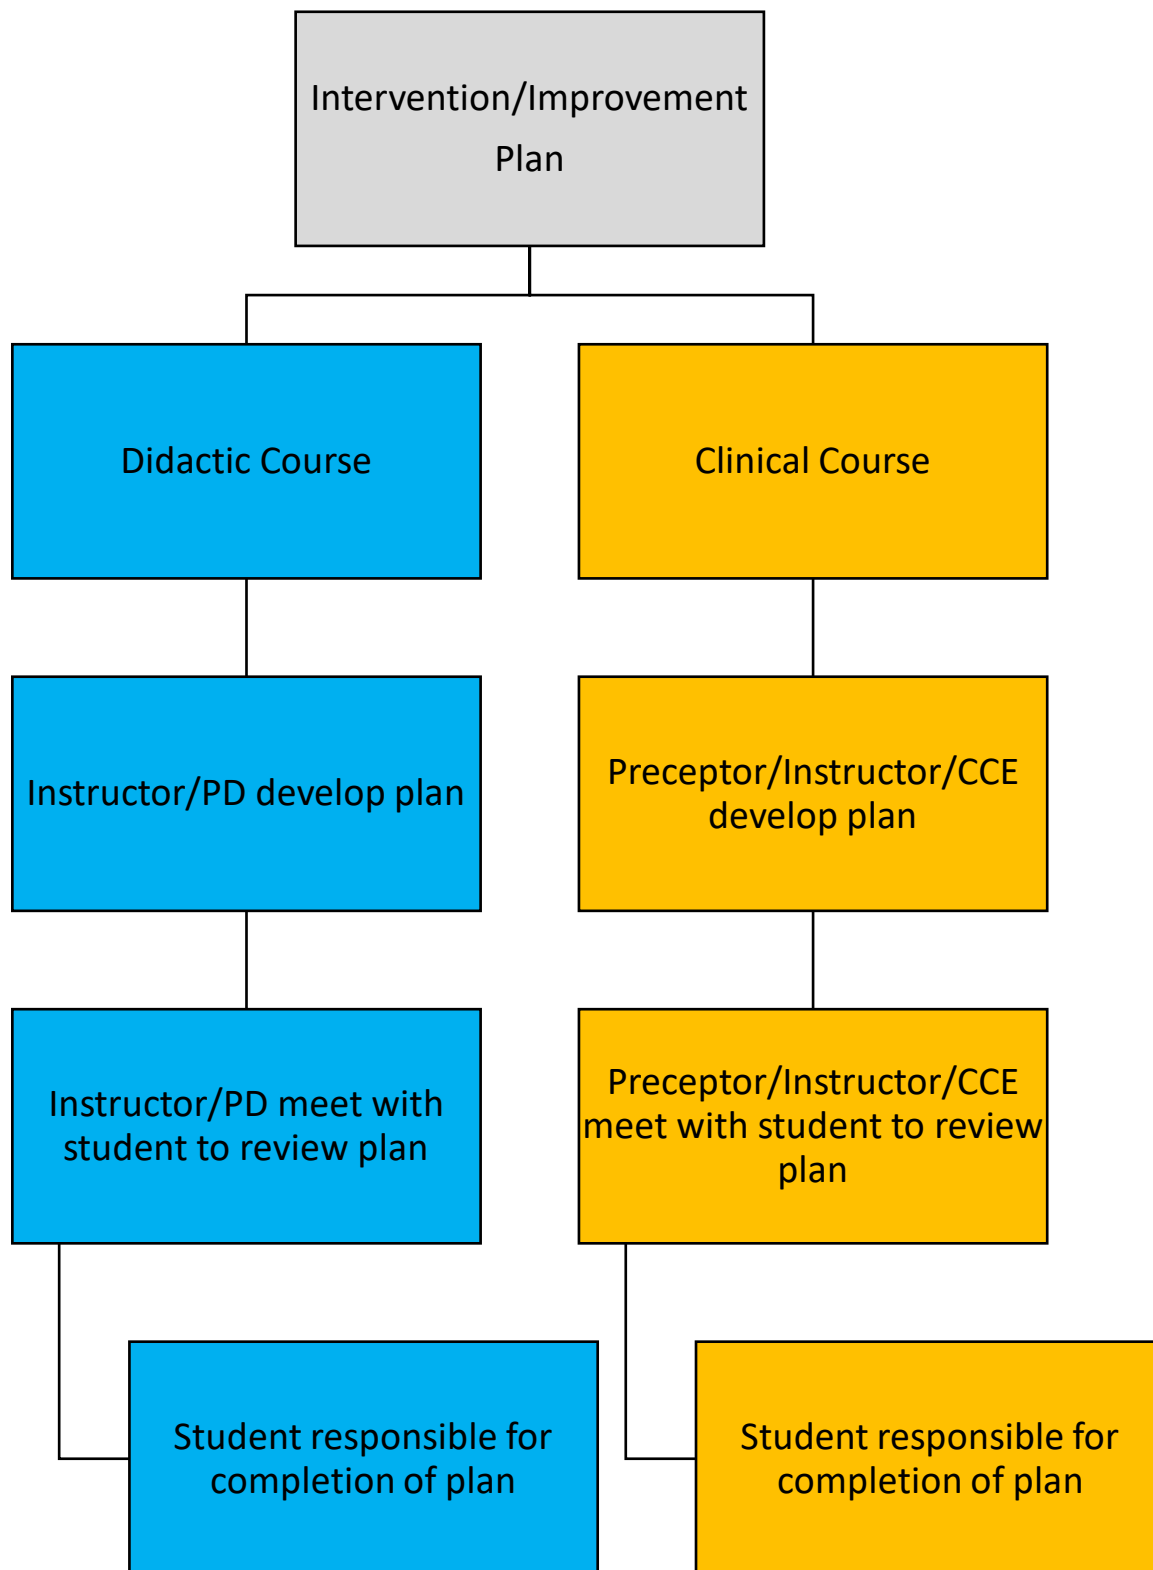 Intervention/Improvement
Plan
Didactic Course
Clinical Course
Instructor/PD develop plan
Preceptor/Instructor/CCE
develop plan
Instructor/PD meet with
student to review plan
Preceptor/Instructor/CCE
meet with student to review
plan
Student responsible for
completion of plan
Student responsible for
completion of plan